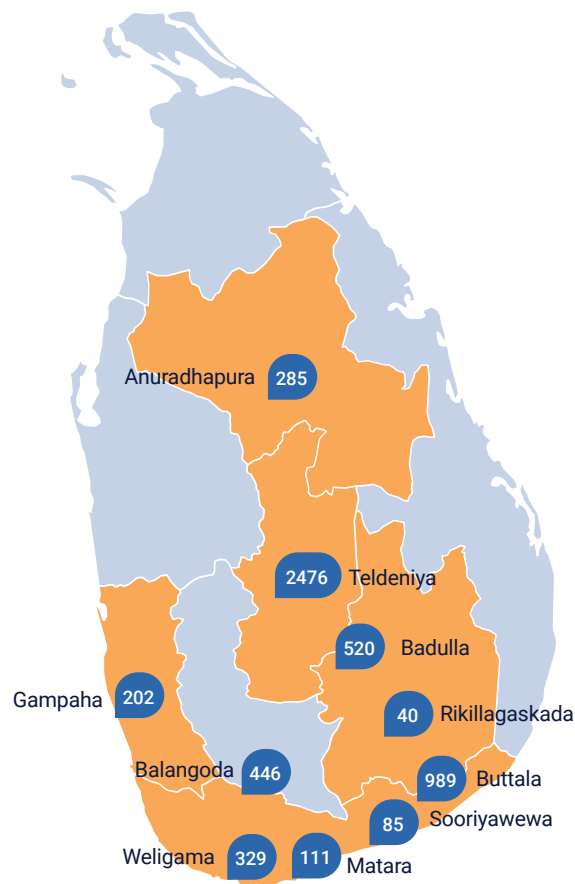 Anuradhapura 285
2476 Teldeniya
520 Badulla
Gampaha 202
40 Rikillagaskada
Balangoda 446
989 Buttala
85 Sooriyawewa
Weligama 329
111 Matara